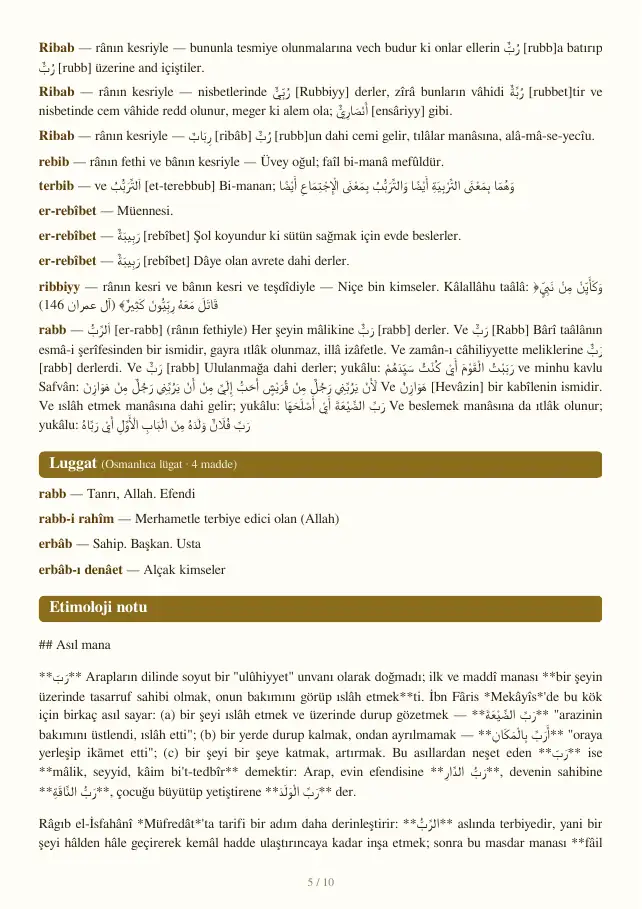 Ribab — rânın kesriyle — bununla tesmiye olunmalarına vech budur ki onlar ellerin رُبٌّ [rubb]a batırıp
رُبٌّ [rubb] üzerine and içiştiler.
Ribab — rânın kesriyle — nisbetlerinde رُبِّيٌّ [Rubbiyy] derler, zîrâ bunların vâhidi رُبَّةٌ [rubbet]tir ve
nisbetinde cem vâhide redd olunur, meger ki alem ola; أَنْصَارِيٌّ [ensâriyy] gibi.
Ribab — rânın kesriyle — رِبَابٌ [ribâb] رُبٌّ [rubb]un dahi cemi gelir, tılâlar manâsına, alâ-mâ-se-yecîu.
rebib — rânın fethi ve bânın kesriyle — Üvey oğul; faîl bi-manâ mefûldür.
terbib — ve اَلتَّرَبُّبُ [et-terebbub] Bi-manan; وَهُمَا بِمَعْنَى التَّرْبِيَةِ أَيْضًا وَالتَّرَبُّبُ بِمَعْنَى الْاِجْتِمَاعِ أَيْضًا
er-rebîbet — Müennesi.
er-rebîbet — رَبِيبَةٌ [rebîbet] Şol koyundur ki sütün sağmak için evde beslerler.
er-rebîbet — رَبِيبَةٌ [rebîbet] Dâye olan avrete dahi derler.
ribbiyy — rânın kesri ve bânın kesri ve teşdîdiyle — Niçe bin kimseler. Kâlallâhu taâlâ: ﴿وَكَأَيِّنْ مِنْ نَبِيٍّ
قَاتَلَ مَعَهُ رِبِّيُّونَ كَثِيرٌ﴾ (آل عمران 146)
rabb — اَلرَّبُّ [er-rabb] (rânın fethiyle) Her şeyin mâlikine رَبٌّ [rabb] derler. Ve رَبٌّ [Rabb] Bârî taâlânın
esmâ-i şerîfesinden bir ismidir, gayra ıtlâk olunmaz, illâ izâfetle. Ve zamân-ı câhiliyyette meliklerine رَبٌّ
[rabb] derlerdi. Ve رَبٌّ [rabb] Ululanmağa dahi derler; yukâlu: رَبَبْتُ الْقَوْمَ أَيْ كُنْتُ سَيِّدَهُمْ ve minhu kavlu
Safvân: لَأَنْ يَرُبَّنِي رَجُلٌ مِنْ قُرَيْشٍ أَحَبُّ إِلَيَّ مِنْ أَنْ يَرُبَّنِي رَجُلٌ مِنْ هَوَازِن Ve هَوَازِنُ [Hevâzin] bir kabîlenin ismidir.
Ve ıslâh etmek manâsına dahi gelir; yukâlu: رَبَّ الضَّيْعَةَ أَيْ أَصْلَحَهَا Ve beslemek manâsına da ıtlâk olunur;
yukâlu: رَبَّ فُلَانٌ وَلَدَهُ مِنَ الْبَابِ الْأَوَّلِ أَيْ رَبَّاهُ
Luggat (Osmanlıca lügat · 4 madde)
rabb — Tanrı, Allah. Efendi
rabb-i rahîm — Merhametle terbiye edici olan (Allah)
erbâb — Sahip. Başkan. Usta
erbâb-ı denâet — Alçak kimseler
Etimoloji notu
## Asıl mana
**رَبّ** Arapların dilinde soyut bir "ulûhiyyet" unvanı olarak doğmadı; ilk ve maddî manası **bir şeyin
üzerinde tasarruf sahibi olmak, onun bakımını görüp ıslâh etmek**ti. İbn Fâris *Mekâyîs*'de bu kök
için birkaç asıl sayar: (a) bir şeyi ıslâh etmek ve üzerinde durup gözetmek — **رَبَّ الضَّيْعَةَ** "arazinin
bakımını üstlendi, ıslâh etti"; (b) bir yerde durup kalmak, ondan ayrılmamak — **أَرَبَّ بِالْمَكَانِ** "oraya
yerleşip ikâmet etti"; (c) bir şeyi bir şeye katmak, artırmak. Bu asıllardan neşet eden **رَبّ** ise
**mâlik, seyyid, kâim bi't-tedbîr** demektir: Arap, evin efendisine **رَبُّ الدَّارِ**, devenin sahibine
**رَبُّ النَّاقَةِ**, çocuğu büyütüp yetiştirene **رَبَّ الْوَلَدَ** der.
Râgıb el-İsfahânî *Müfredât*'ta tarifi bir adım daha derinleştirir: **الرَّبُّ** aslında terbiyedir, yani bir
şeyi hâlden hâle geçirerek kemâl hadde ulaştırıncaya kadar inşa etmek; sonra bu masdar manası **fâil
5 / 10